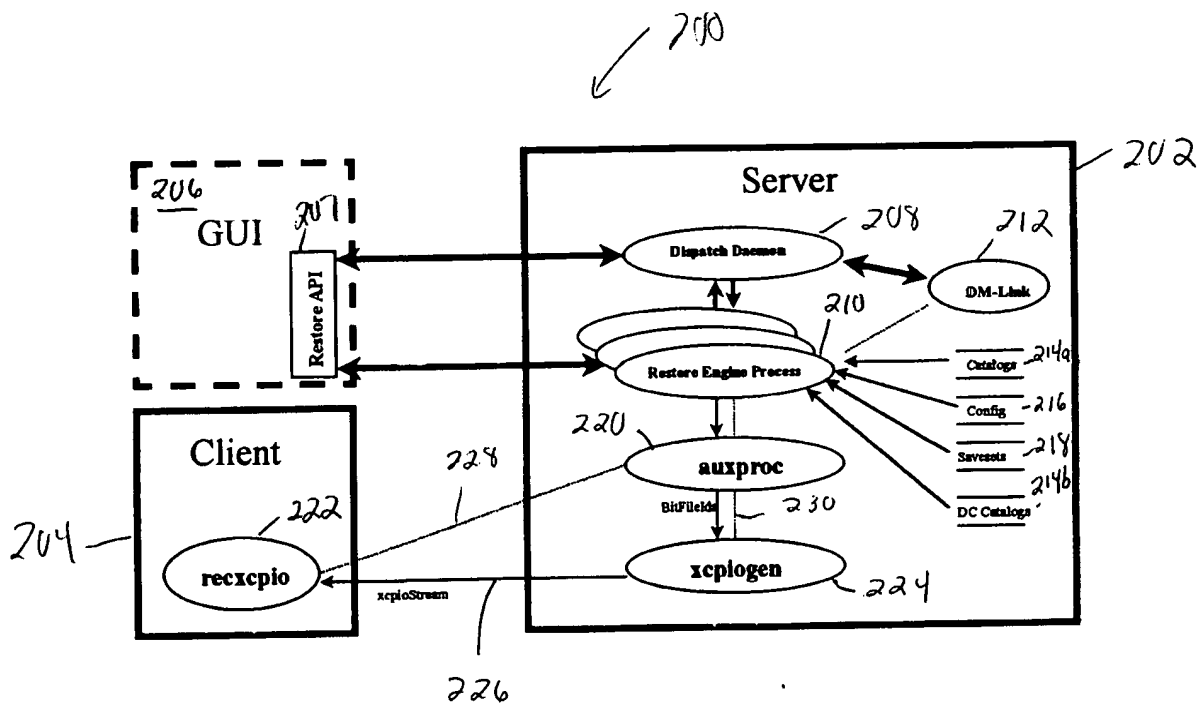 200
202
Server
206
GUI
207
Restore API
208
Dispatch Daemon
212
DM-Link
210
Restore Engine Process
Catalogs
214a
Config
216
Savesets
218
DC Catalogs
214b
220
auxproc
BitFileIds
230
Client
204
222
recxcpio
228
xcpiogen
224
xcpioStream
226